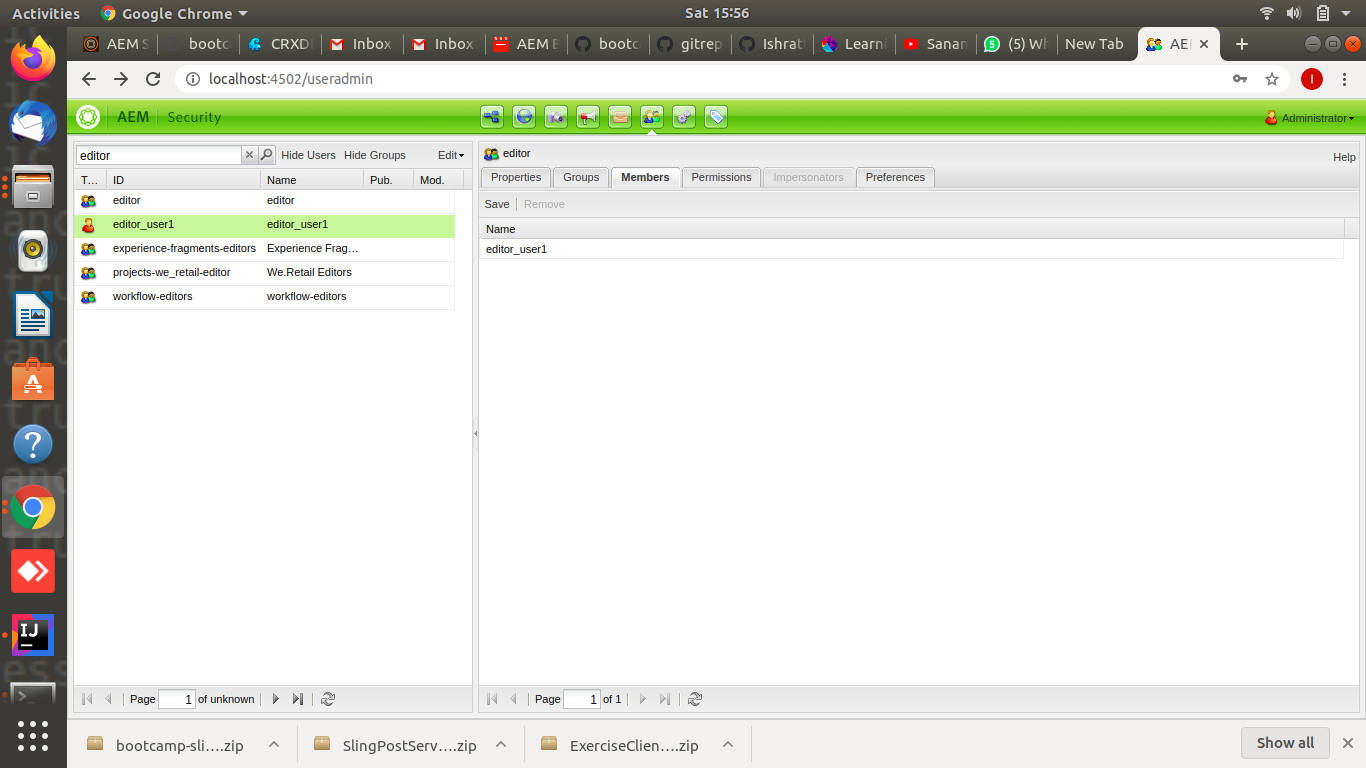 Activities
Google Chrome
Sat 15:56
AEM S
bootc
CRXD
Inbox
Inbox
AEM E
bootc
gitrep
Ishrat
Learni
Sanan
(5) Wh
New Tab
AEM
localhost:4502/useradmin
I
AEM
Security
Administrator
editor
Hide Users
Hide Groups
Edit
T...
ID
Name
Pub.
Mod.
editor
editor
editor_user1
editor_user1
experience-fragments-editors
Experience Frag...
projects-we_retail-editor
We.Retail Editors
workflow-editors
workflow-editors
Page
1
of unknown
editor
Help
Properties
Groups
Members
Permissions
Impersonators
Preferences
Save
Remove
Name
editor_user1
Page
1
of 1
bootcamp-sli....zip
SlingPostServ....zip
ExerciseClien....zip
Show all